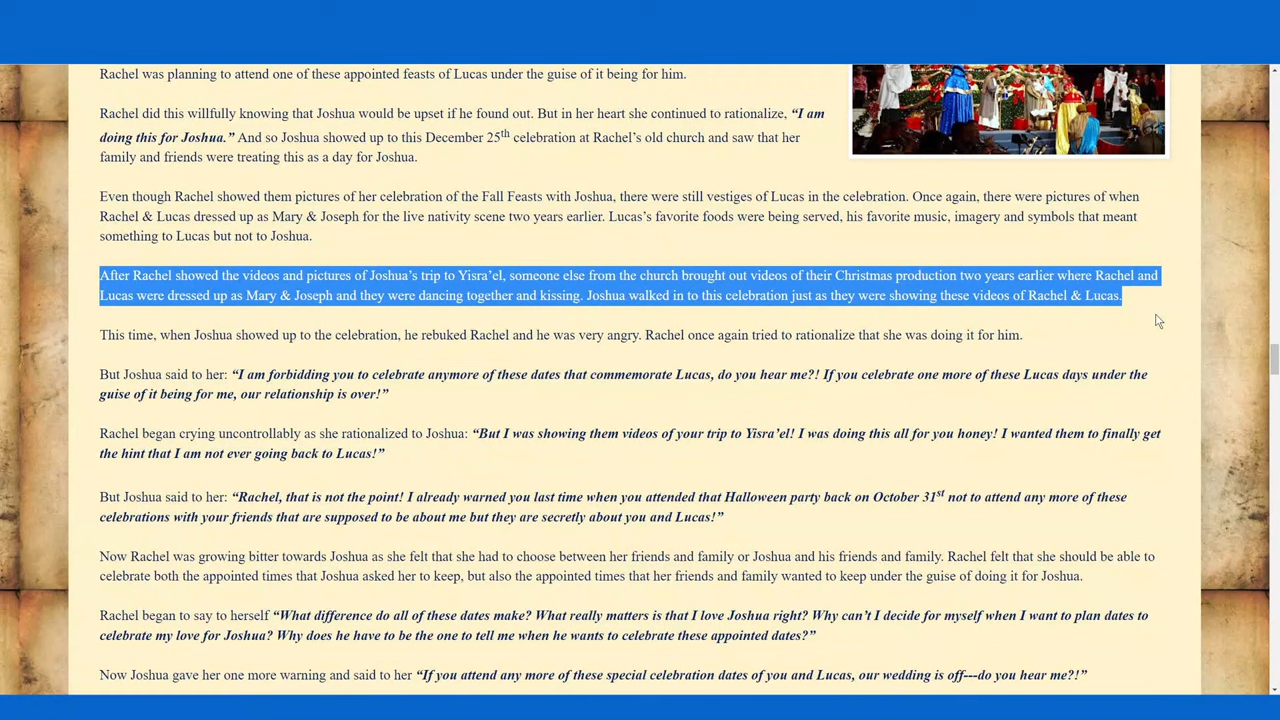 Rachel was planning to attend one of these appointed feasts of Lucas under the guise of it being for him.
Rachel did this willfully knowing that Joshua would be upset if he found out. But in her heart she continued to rationalize, “I am
doing this for Joshua.” And so Joshua showed up to this December 25th celebration at Rachel’s old church and saw that her
family and friends were treating this as a day for Joshua.
Even though Rachel showed them pictures of her celebration of the Fall Feasts with Joshua, there were still vestiges of Lucas in the celebration. Once again, there were pictures of when
Rachel & Lucas dressed up as Mary & Joseph for the live nativity scene two years earlier. Lucas’s favorite foods were being served, his favorite music, imagery and symbols that meant
something to Lucas but not to Joshua.
After Rachel showed the videos and pictures of Joshua’s trip to Yisra’el, someone else from the church brought out videos of their Christmas production two years earlier where Rachel and
Lucas were dressed up as Mary & Joseph and they were dancing together and kissing. Joshua walked in to this celebration just as they were showing these videos of Rachel & Lucas.
This time, when Joshua showed up to the celebration, he rebuked Rachel and he was very angry. Rachel once again tried to rationalize that she was doing it for him.
But Joshua said to her: “I am forbidding you to celebrate anymore of these dates that commemorate Lucas, do you hear me?! If you celebrate one more of these Lucas days under the
guise of it being for me, our relationship is over!”
Rachel began crying uncontrollably as she rationalized to Joshua: “But I was showing them videos of your trip to Yisra’el! I was doing this all for you honey! I wanted them to finally get
the hint that I am not ever going back to Lucas!”
But Joshua said to her: “Rachel, that is not the point! I already warned you last time when you attended that Halloween party back on October 31st not to attend any more of these
celebrations with your friends that are supposed to be about me but they are secretly about you and Lucas!”
Now Rachel was growing bitter towards Joshua as she felt that she had to choose between her friends and family or Joshua and his friends and family. Rachel felt that she should be able to
celebrate both the appointed times that Joshua asked her to keep, but also the appointed times that her friends and family wanted to keep under the guise of doing it for Joshua.
Rachel began to say to herself “What difference do all of these dates make? What really matters is that I love Joshua right? Why can’t I decide for myself when I want to plan dates to
celebrate my love for Joshua? Why does he have to be the one to tell me when he wants to celebrate these appointed dates?”
Now Joshua gave her one more warning and said to her “If you attend any more of these special celebration dates of you and Lucas, our wedding is off---do you hear me?!”